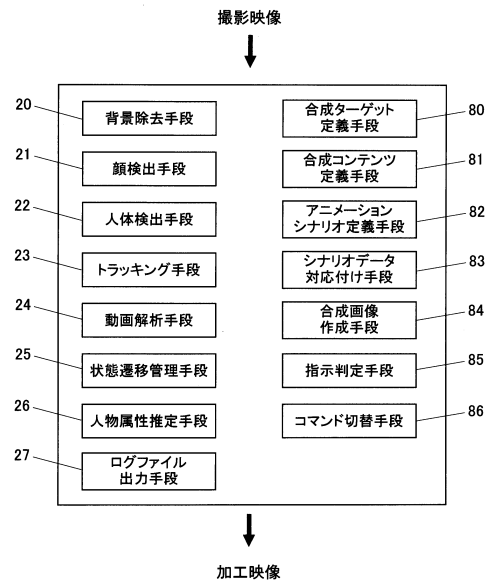 撮影映像
20
背景除去手段
21
顔検出手段
22
人体検出手段
23
トラッキング手段
24
動画解析手段
25
状態遷移管理手段
26
人物属性推定手段
27
ログファイル
出力手段
合成ターゲット
定義手段
80
合成コンテンツ
定義手段
81
アニメーション
シナリオ定義手段
82
シナリオデータ
対応付け手段
83
合成画像
作成手段
84
指示判定手段
85
コマンド切替手段
86
加工映像